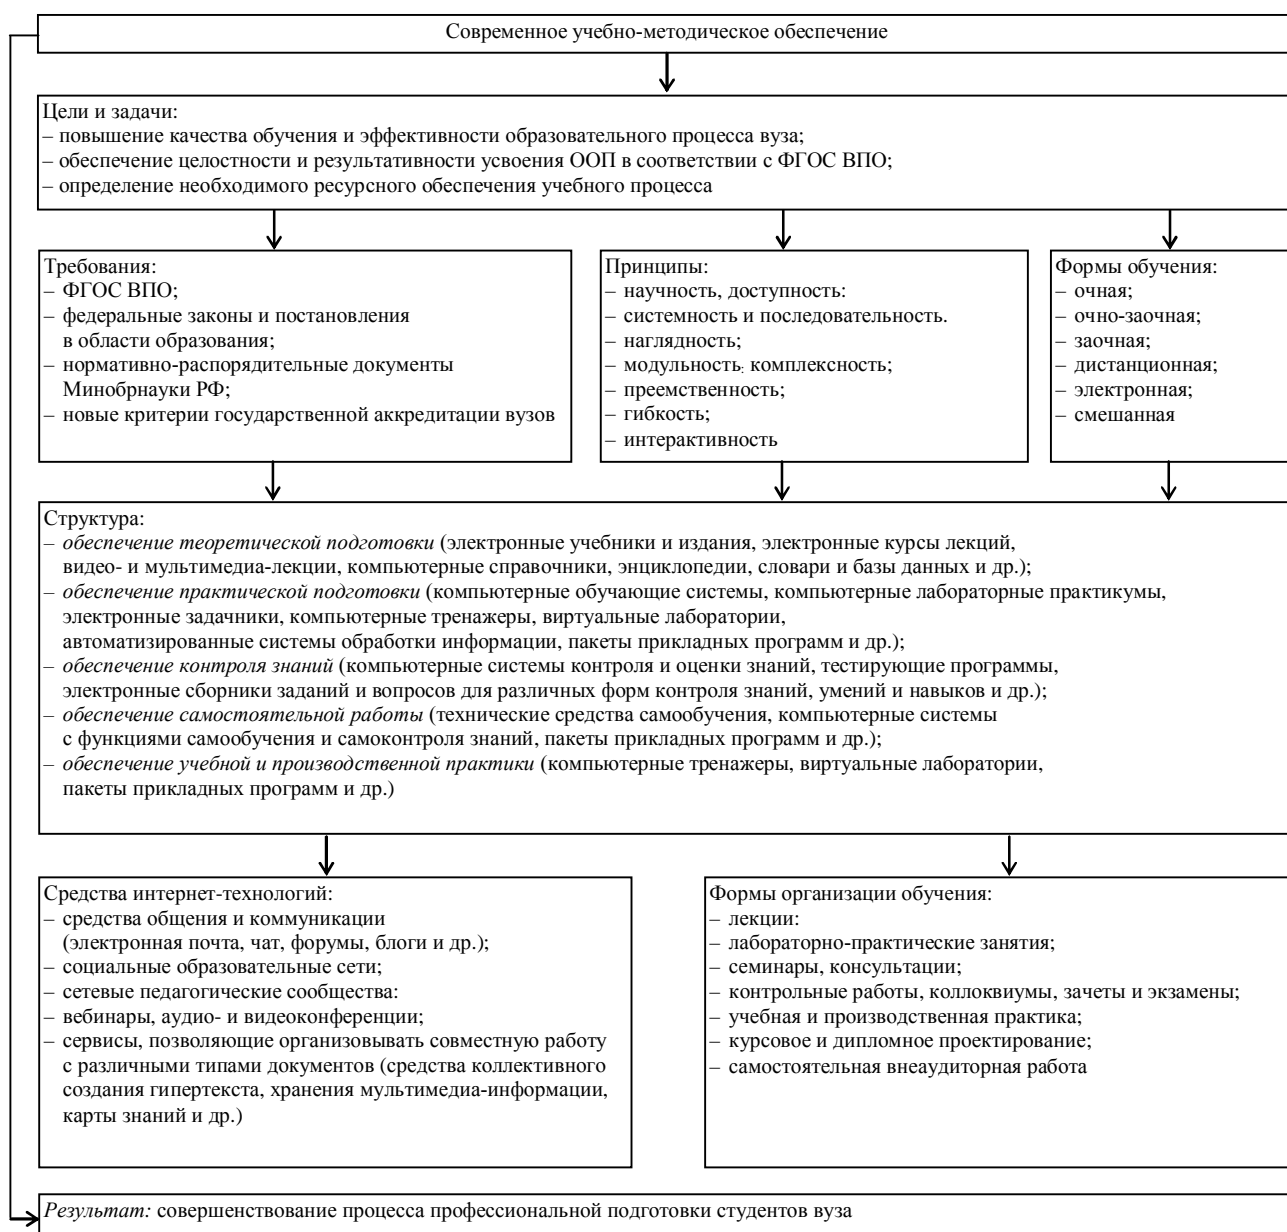 Современное учебно-методическое обеспечение
Цели и задачи:
– повышение качества обучения и эффективности образовательного процесса вуза;
– обеспечение целостности и результативности усвоения ООП в соответствии с ФГОС ВПО;
– определение необходимого ресурсного обеспечения учебного процесса
Требования:
– ФГОС ВПО;
– федеральные законы и постановления
в области образования;
– нормативно-распорядительные документы
Минобрнауки РФ;
– новые критерии государственной аккредитации вузов
Принципы:
– научность, доступность:
– системность и последовательность.
– наглядность;
– модульность: комплексность;
– преемственность;
– гибкость;
– интерактивность
Формы обучения:
– очная;
– очно-заочная;
– заочная;
– дистанционная;
– электронная;
– смешанная
Структура:
– обеспечение теоретической подготовки (электронные учебники и издания, электронные курсы лекций,
видео- и мультимедиа-лекции, компьютерные справочники, энциклопедии, словари и базы данных и др.);
– обеспечение практической подготовки (компьютерные обучающие системы, компьютерные лабораторные практикумы,
электронные задачники, компьютерные тренажеры, виртуальные лаборатории,
автоматизированные системы обработки информации, пакеты прикладных программ и др.);
– обеспечение контроля знаний (компьютерные системы контроля и оценки знаний, тестирующие программы,
электронные сборники заданий и вопросов для различных форм контроля знаний, умений и навыков и др.);
– обеспечение самостоятельной работы (технические средства самообучения, компьютерные системы
с функциями самообучения и самоконтроля знаний, пакеты прикладных программ и др.);
– обеспечение учебной и производственной практики (компьютерные тренажеры, виртуальные лаборатории,
пакеты прикладных программ и др.)
Средства интернет-технологий:
– средства общения и коммуникации
(электронная почта, чат, форумы, блоги и др.);
– социальные образовательные сети;
– сетевые педагогические сообщества:
– вебинары, аудио- и видеоконференции;
– сервисы, позволяющие организовывать совместную работу
с различными типами документов (средства коллективного
создания гипертекста, хранения мультимедиа-информации,
карты знаний и др.)
Формы организации обучения:
– лекции:
– лабораторно-практические занятия;
– семинары, консультации;
– контрольные работы, коллоквиумы, зачеты и экзамены;
– учебная и производственная практика;
– курсовое и дипломное проектирование;
– самостоятельная внеаудиторная работа
Результат: совершенствование процесса профессиональной подготовки студентов вуза